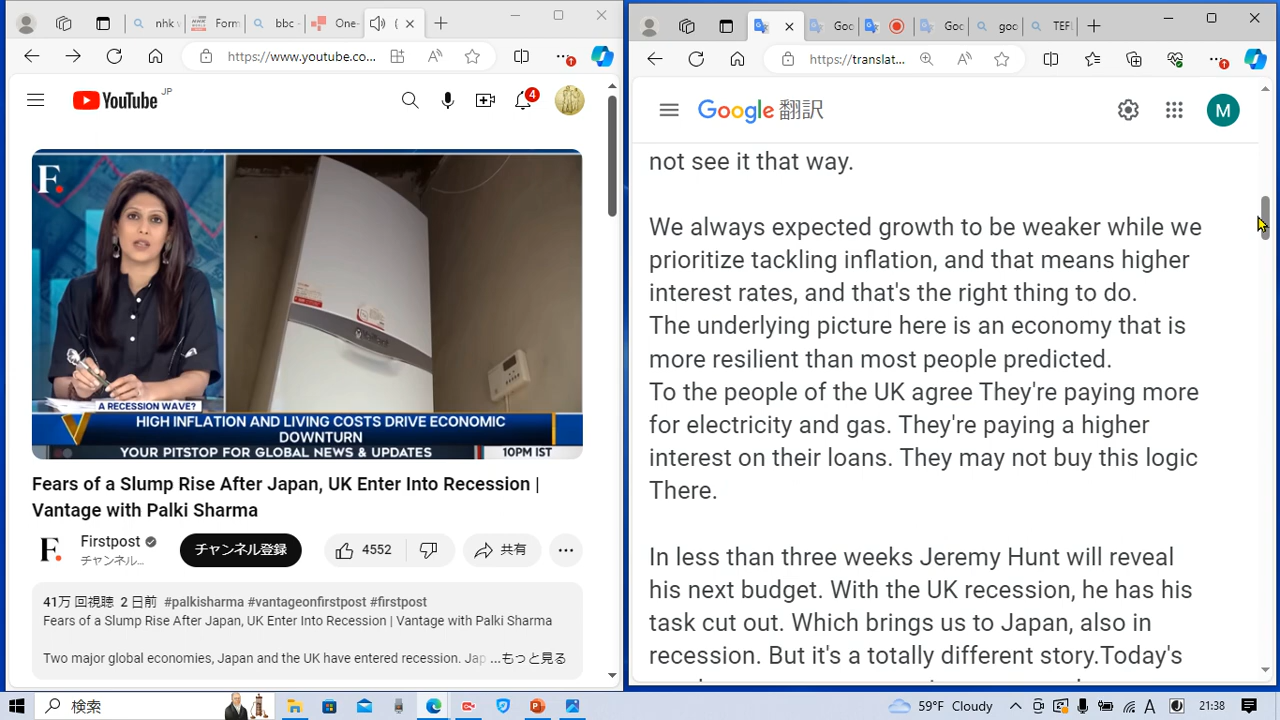 nhk
Form
bbc
One-
(
https://www.youtube.co...
YouTube JP
4
F.
A RECESSION WAVE?
HIGH INFLATION AND LIVING COSTS DRIVE ECONOMIC
DOWNTURN
YOUR PITSTOP FOR GLOBAL NEWS & UPDATES
10PM IST
Fears of a Slump Rise After Japan, UK Enter Into Recession |
Vantage with Palki Sharma
F.
Firstpost
チャンネル...
チャンネル登録
4552
共有
41万 回視聴 2 日前 #palkisharma #vantageonfirstpost #firstpost
Fears of a Slump Rise After Japan, UK Enter Into Recession | Vantage with Palki Sharma
Two major global economies, Japan and the UK have entered recession. Jap ...もっと見る
Goo
Goo
goo
TEFL
https://translat...
Google 翻訳
M
not see it that way.
We always expected growth to be weaker while we
prioritize tackling inflation, and that means higher
interest rates, and that's the right thing to do.
The underlying picture here is an economy that is
more resilient than most people predicted.
To the people of the UK agree They're paying more
for electricity and gas. They're paying a higher
interest on their loans. They may not buy this logic
There.
In less than three weeks Jeremy Hunt will reveal
his next budget. With the UK recession, he has his
task cut out. Which brings us to Japan, also in
recession. But it's a totally different story.Today's
検索
59°F Cloudy
A
21:38